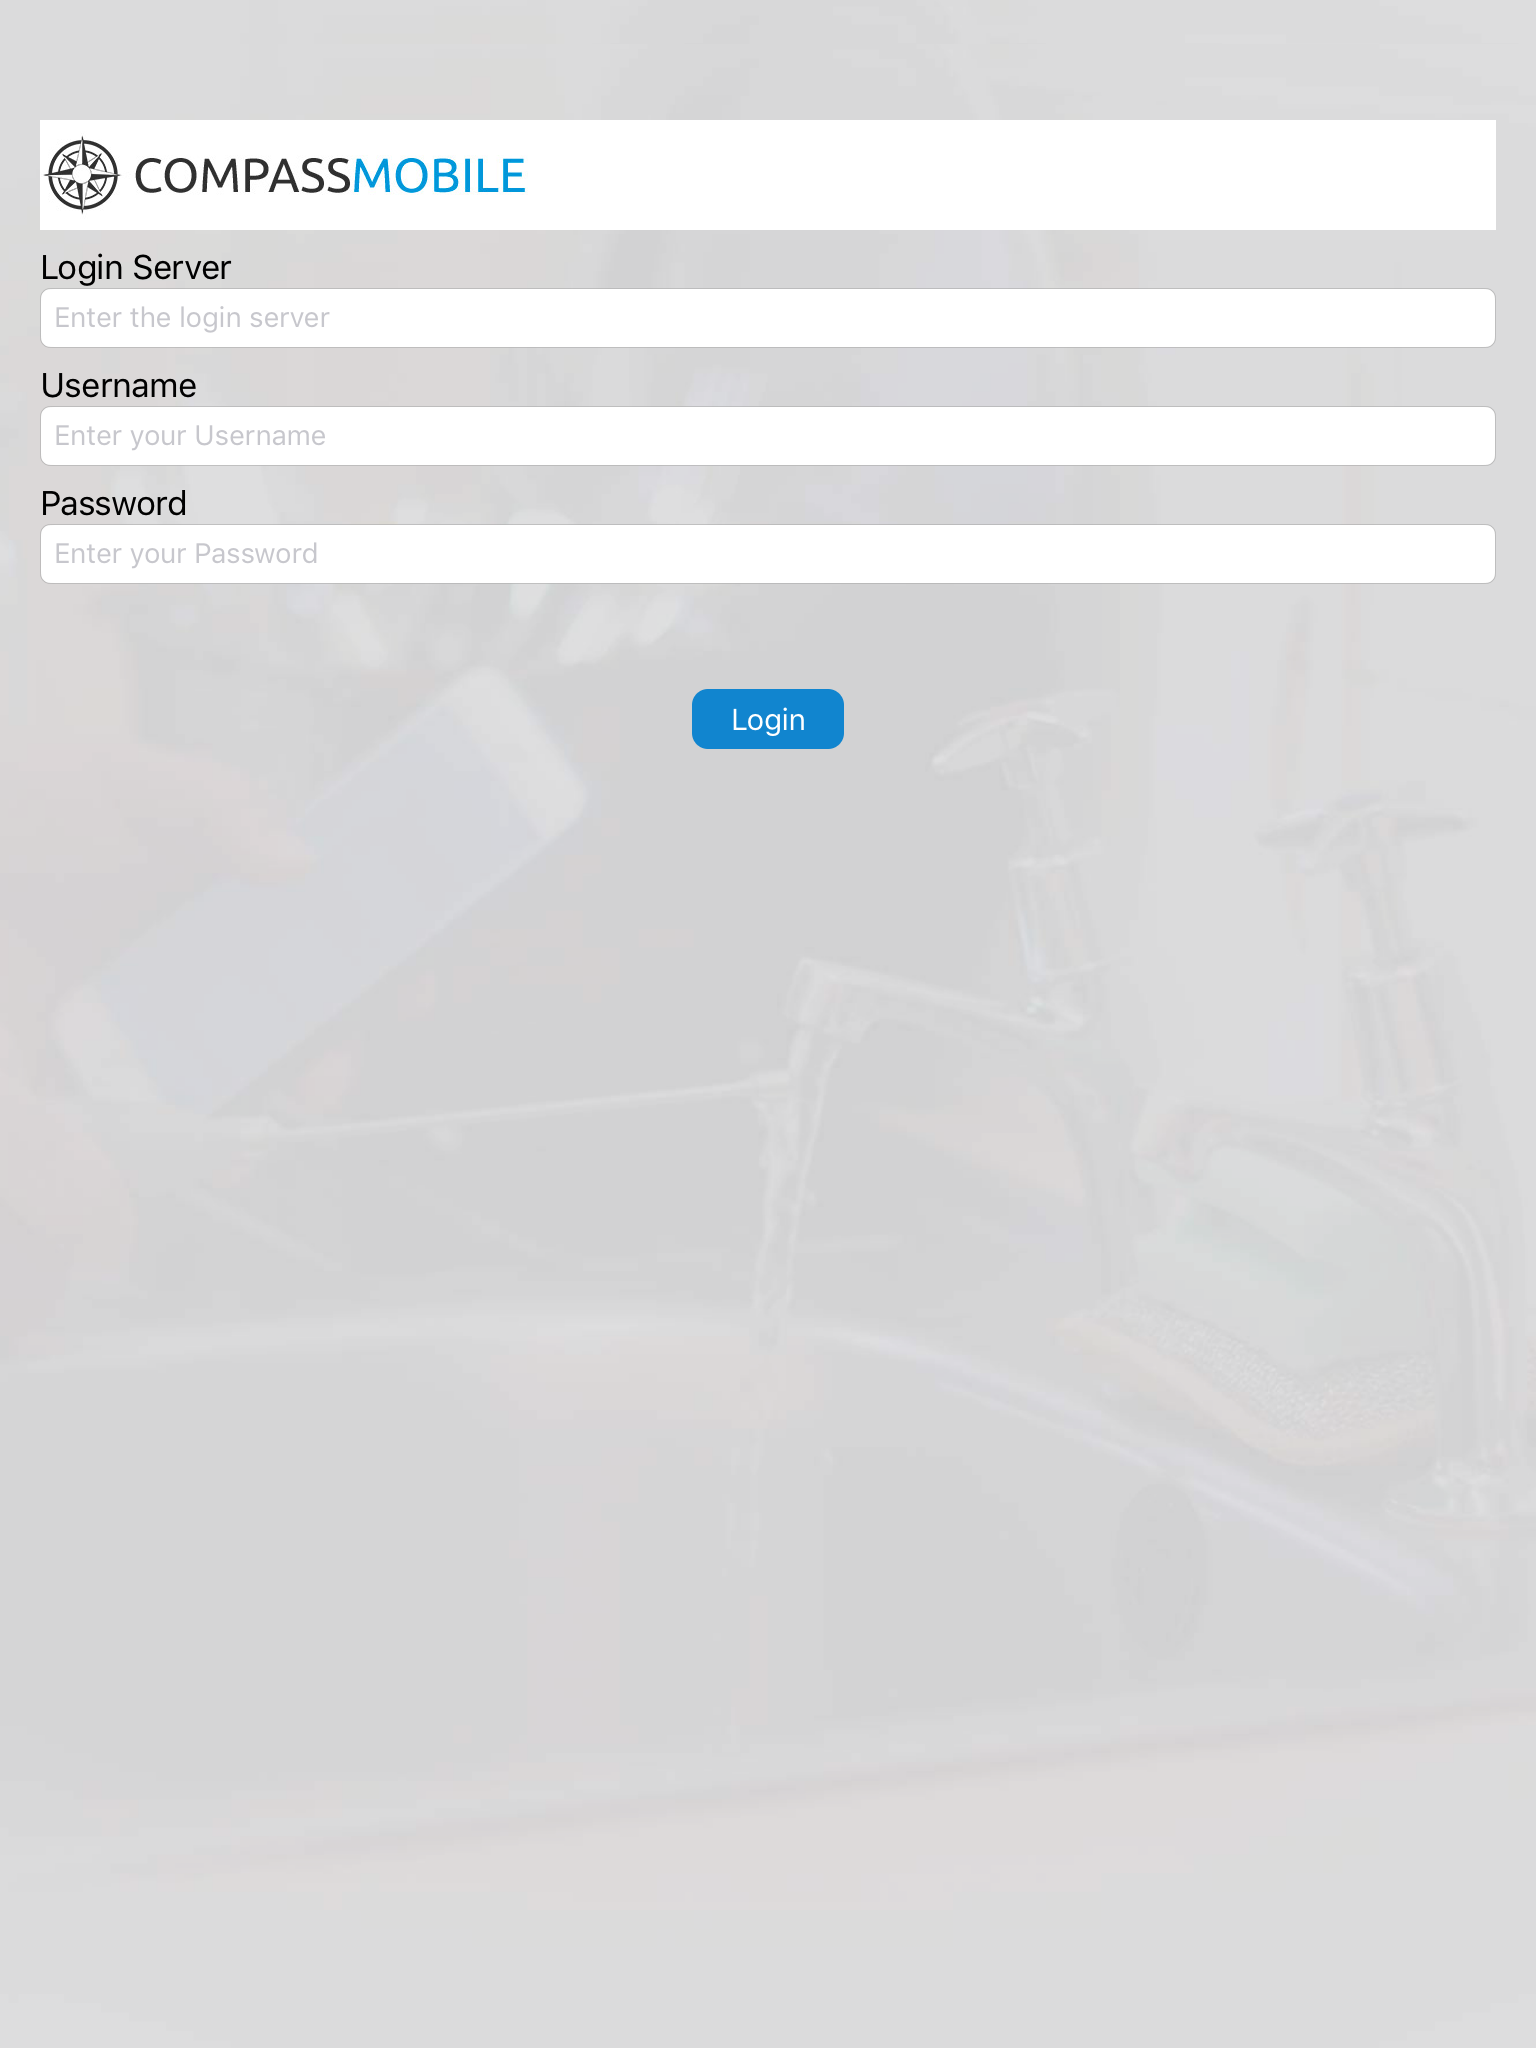 COMPASSMOBILE
Login Server
Enter the login server
Username
Enter your Username
Password
Enter your Password
Login